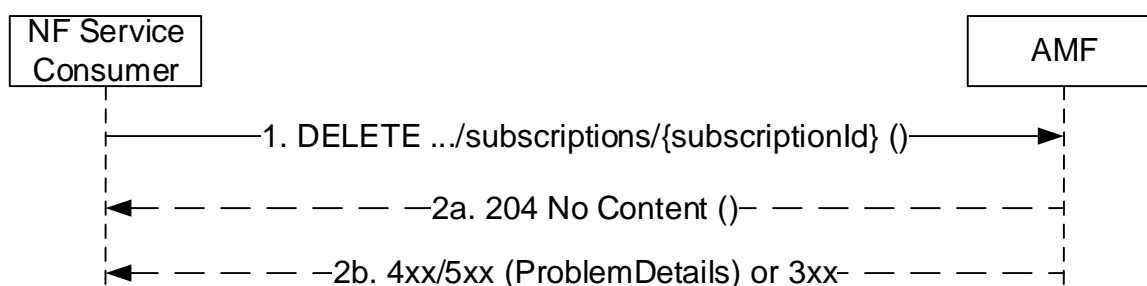 NF Service
Consumer
AMF
1. DELETE .../subscriptions/{subscriptionId} ()
2a. 204 No Content ()
2b. 4xx/5xx (ProblemDetails) or 3xx